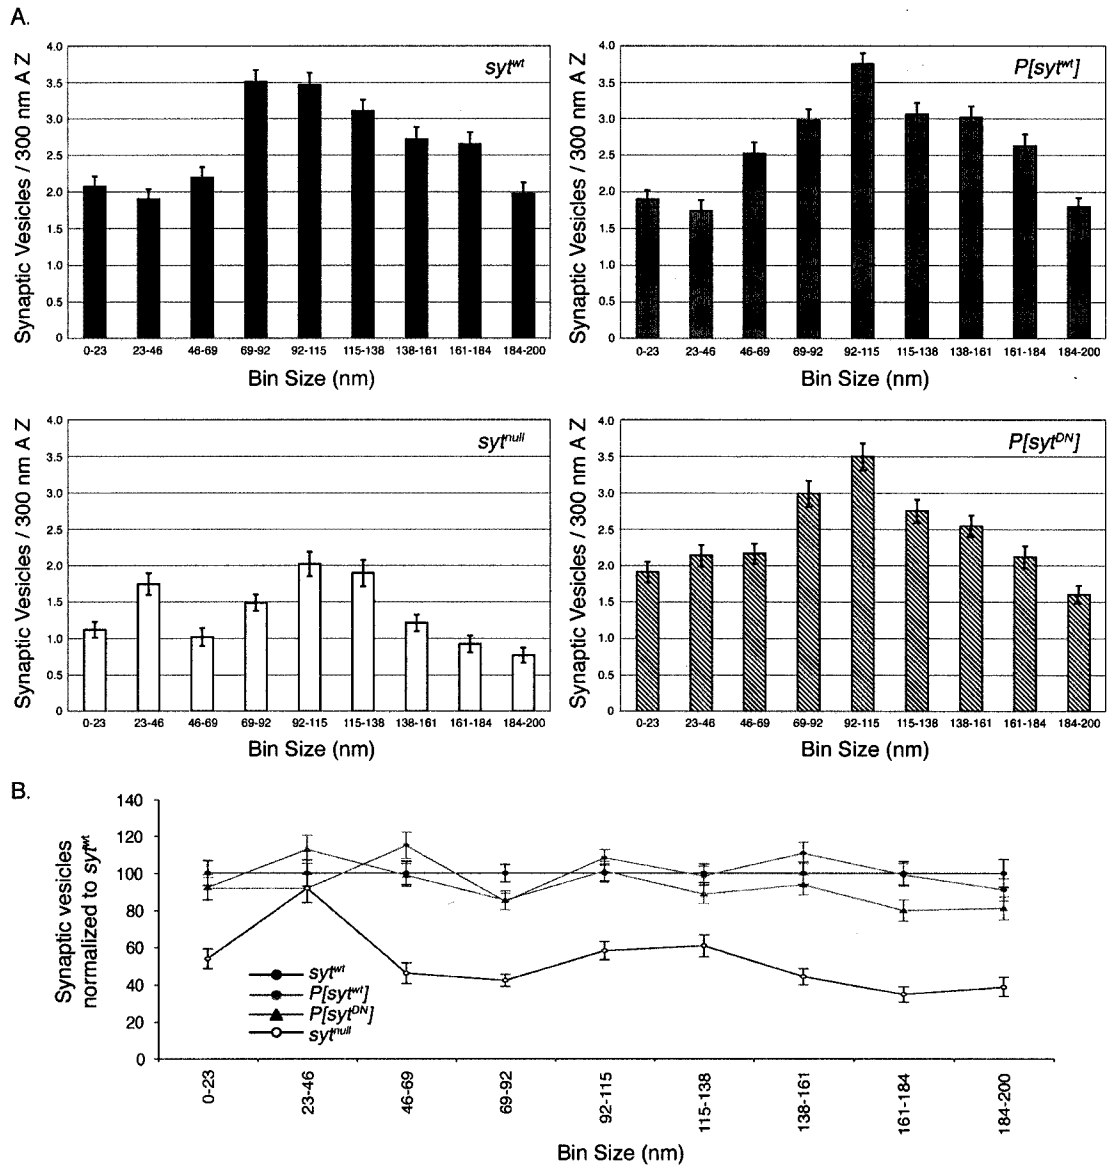 A.
Synaptic Vesicles / 300 nm A Z
4.0
3.5
3.0
2.5
2.0
1.5
1.0
0.5
0
syt^wt
0-23 23-46 46-69 69-92 92-115 115-138 138-161 161-184 184-200
Bin Size (nm)
Synaptic Vesicles / 300 nm A Z
4.0
3.5
3.0
2.5
2.0
1.5
1.0
0.5
0
P[syt^wt]
0-23 23-46 46-69 69-92 92-115 115-138 138-161 161-184 184-200
Bin Size (nm)
Synaptic Vesicles / 300 nm A Z
4.0
3.5
3.0
2.5
2.0
1.5
1.0
0.5
0
syt^null
0-23 23-46 46-69 69-92 92-115 115-138 138-161 161-184 184-200
Bin Size (nm)
Synaptic Vesicles / 300 nm A Z
4.0
3.5
3.0
2.5
2.0
1.5
1.0
0.5
0
P[syt^DN]
0-23 23-46 46-69 69-92 92-115 115-138 138-161 161-184 184-200
Bin Size (nm)
B.
Synaptic vesicles
normalized to syt^wt
140
120
100
80
60
40
20
0
syt^wt
P[syt^wt]
P[syt^DN]
syt^null
0-23 23-46 46-69 69-92 92-115 115-138 138-161 161-184 184-200
Bin Size (nm)